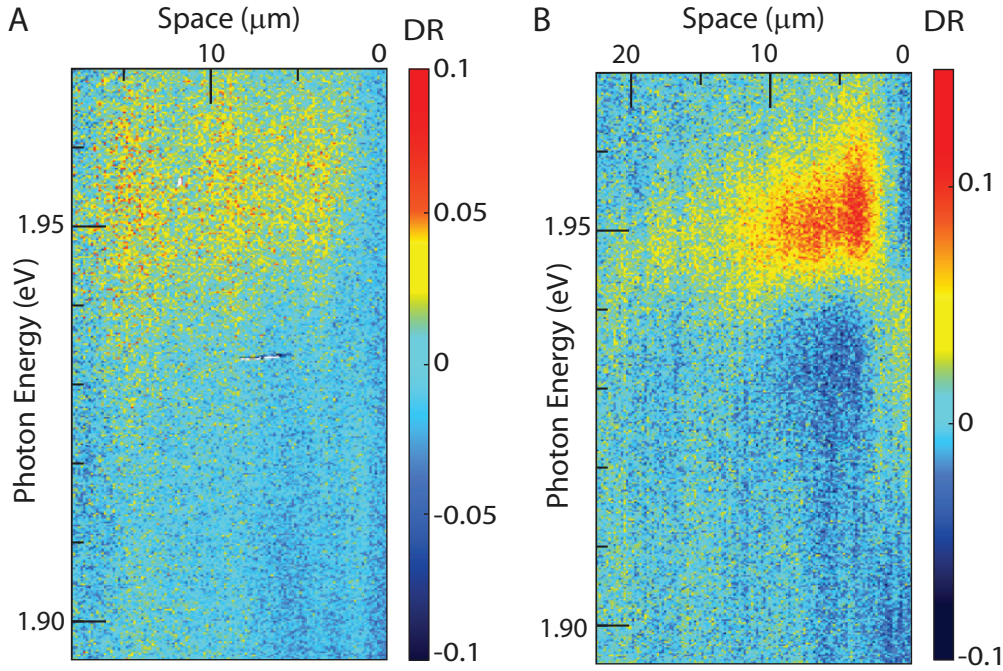 A
Space (μm)
10
0
DR
0.1
0.05
0
-0.05
-0.1
1.95
1.90
Photon Energy (eV)
B
Space (μm)
20
10
0
DR
0.1
0
-0.1
1.95
1.90
Photon Energy (eV)